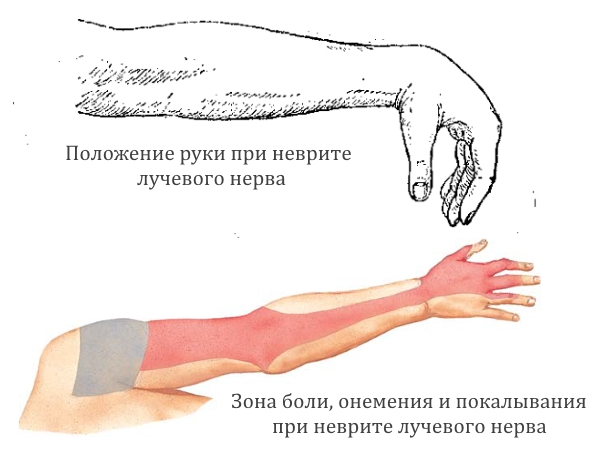 Положение руки при неврите
лучевого нерва
Зона боли, онемения и покалывания
при неврите лучевого нерва